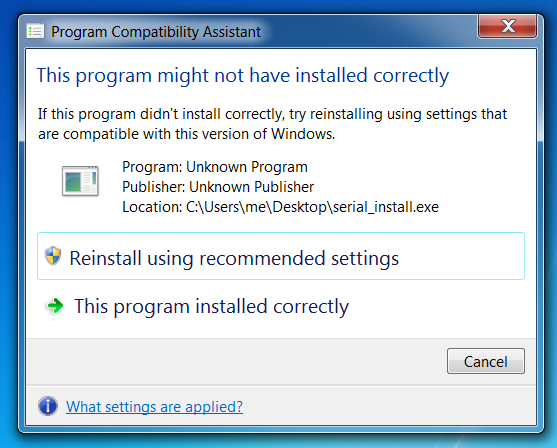 Program Compatibility Assistant
This program might not have installed correctly
If this program didn't install correctly, try reinstalling using settings that
are compatible with this version of Windows.
Program: Unknown Program
Publisher: Unknown Publisher
Location: C:\Users\me\Desktop\serial_install.exe
Reinstall using recommended settings
This program installed correctly
Cancel
What settings are applied?